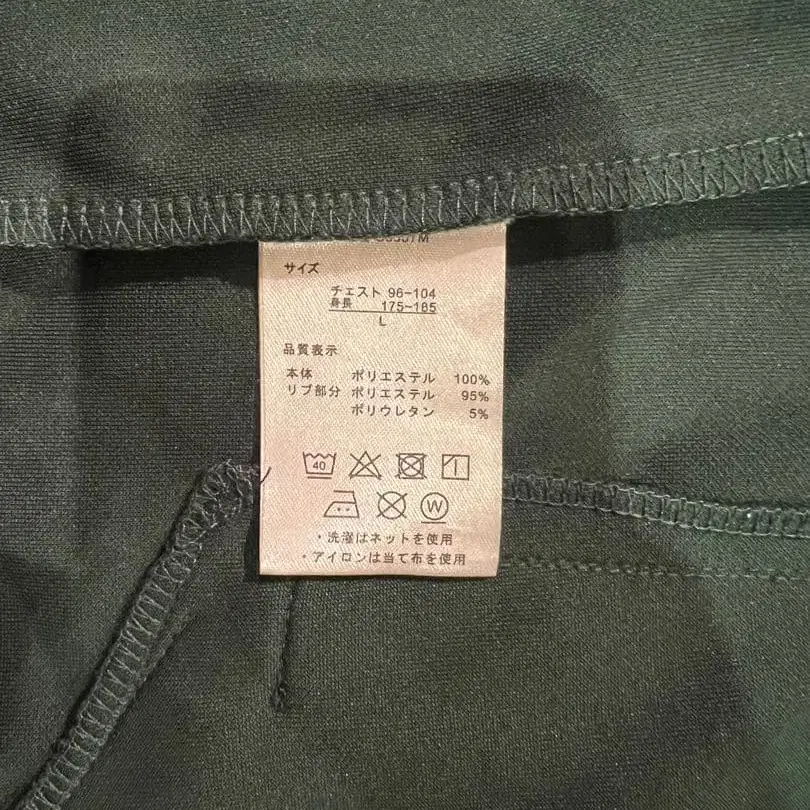 サイズ
チェスト 96-104
身長 175-185
L
品質表示
本体 ポリエステル 100%
リブ部分 ポリエステル 95%
ポリウレタン 5%
40
W
・洗濯はネットを使用
・アイロンは当て布を使用